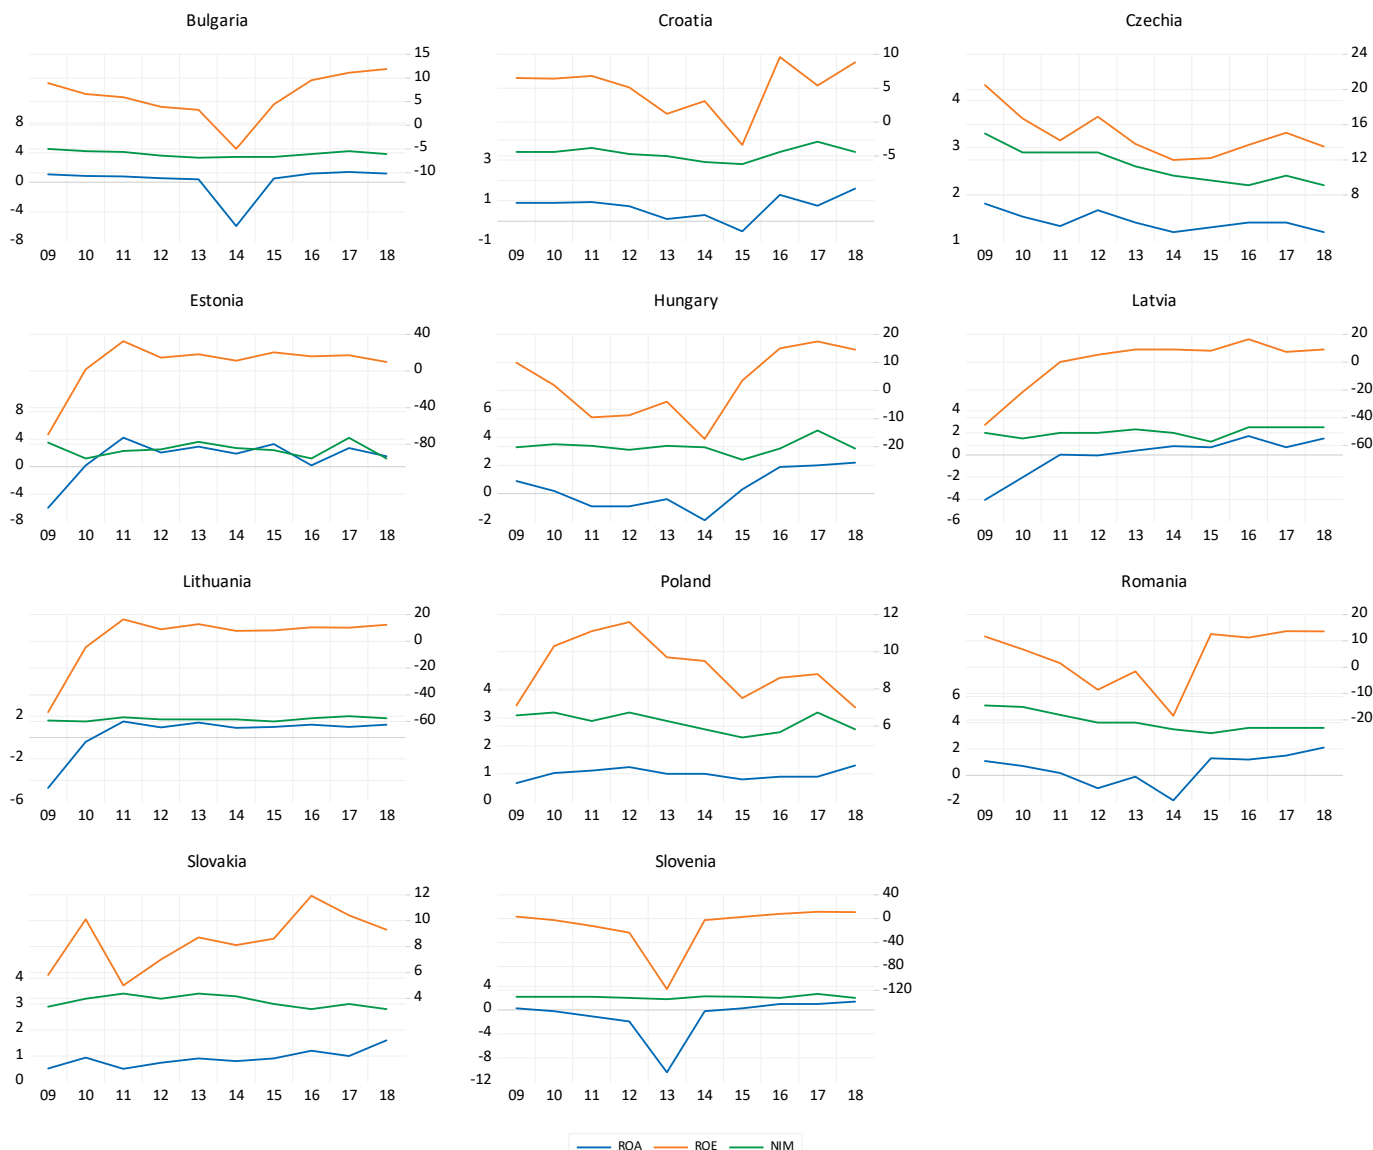 Bulgaria Croatia Czechia
15 10 24
10 5 4 20
5 8 0 3 3 16
0 4 -5 2 12
-5 0 1 8
-10 -4 -1 1
-8
09 10 11 12 13 14 15 16 17 18 09 10 11 12 13 14 15 16 17 18 09 10 11 12 13 14 15 16 17 18
Estonia Hungary Latvia
40 20 20
0 10 0
8 -40 6 0 4 -20
4 -80 4 -10 2 -40
0 2 -20 0 -60
-4 0 -2
-8 -2 -4
-6
09 10 11 12 13 14 15 16 17 18 09 10 11 12 13 14 15 16 17 18 09 10 11 12 13 14 15 16 17 18
Lithuania Poland Romania
20 12 20
0 10 10
-20 4 8 6 0
2 -40 3 6 4 -10
-2 -60 2 2 -20
-6 1 0
0 -2
09 10 11 12 13 14 15 16 17 18 09 10 11 12 13 14 15 16 17 18 09 10 11 12 13 14 15 16 17 18
Slovakia Slovenia
12 40
10 0
4 8 4 -40
3 6 0 -80
2 4 -4 -120
1 -8
0 -12
09 10 11 12 13 14 15 16 17 18 09 10 11 12 13 14 15 16 17 18
ROA ROE NIM